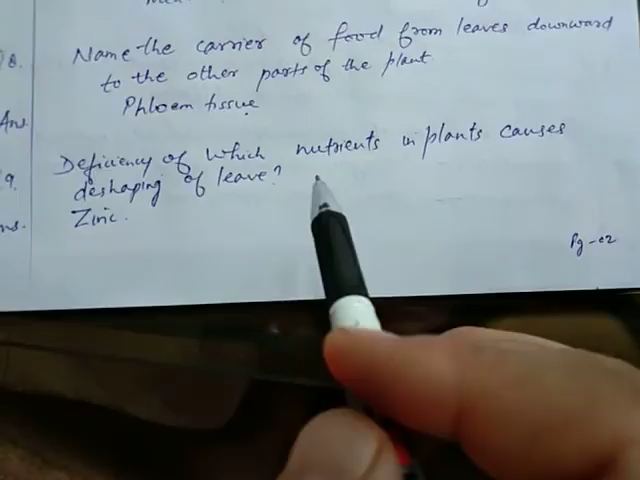 8. Name the carrier of food from leaves downward
to the other parts of the plant
Ans. Phloem tissue
9. Deficiency of which nutrients in plants causes
deshaping of leave?
ns. Zinc.
Pg-02